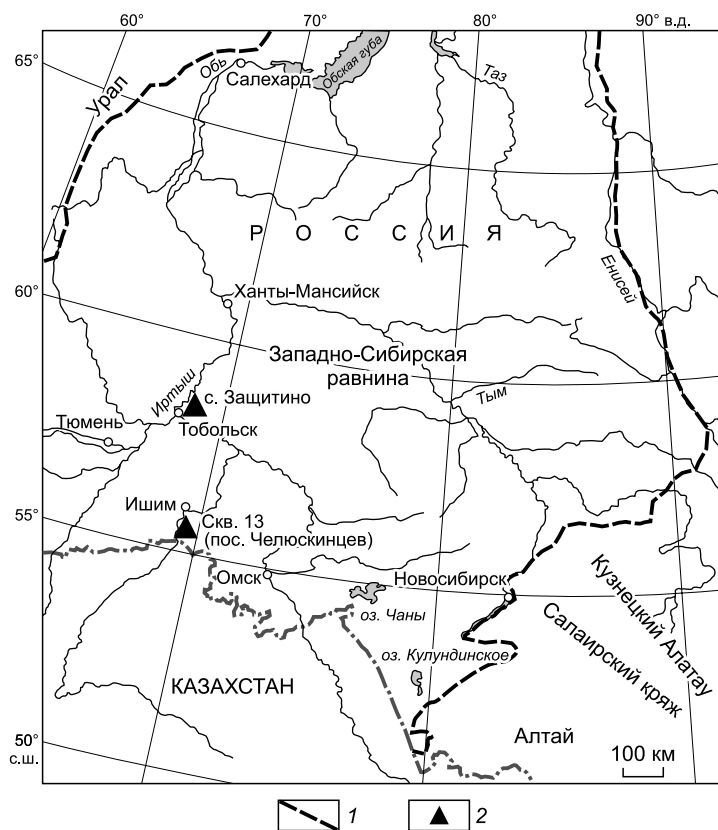 60°
70°
80°
90° в.д.
65°
Обь
Салехард
Обская губа
Таз
Урал
Р О С С И Я
Енисей
60°
Ханты-Мансийск
Западно-Сибирская
равнина
Иртыш
с. Защитино
Тобольск
Тюмень
Тым
Ишим
Скв. 13
(пос. Челюскинцев)
55°
Омск
Новосибирск
оз. Чаны
оз. Кулундинское
Кузнецкий Алатау
Салаирский кряж
КАЗАХСТАН
Алтай
50°
с.ш.
100 км
1
2